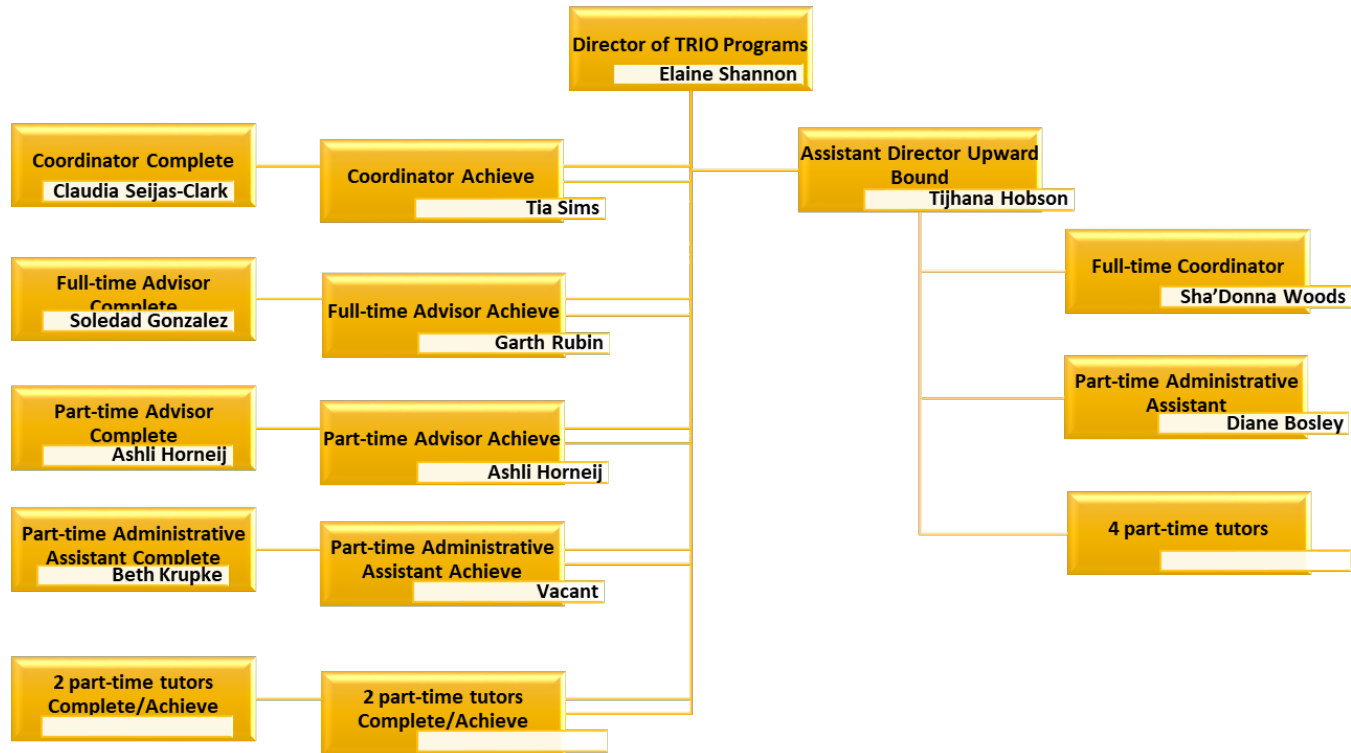 Director of TRIO Programs
Elaine Shannon
Coordinator Complete
Claudia Seijas-Clark
Coordinator Achieve
Tia Sims
Assistant Director Upward
Bound
Tijhana Hobson
Full-time Advisor
Complete
Soledad Gonzalez
Full-time Advisor Achieve
Garth Rubin
Full-time Coordinator
Sha’Donna Woods
Part-time Advisor
Complete
Ashli Horneij
Part-time Advisor Achieve
Ashli Horneij
Part-time Administrative
Assistant
Diane Bosley
Part-time Administrative
Assistant Complete
Beth Krupke
Part-time Administrative
Assistant Achieve
Vacant
4 part-time tutors
2 part-time tutors
Complete/Achieve
2 part-time tutors
Complete/Achieve